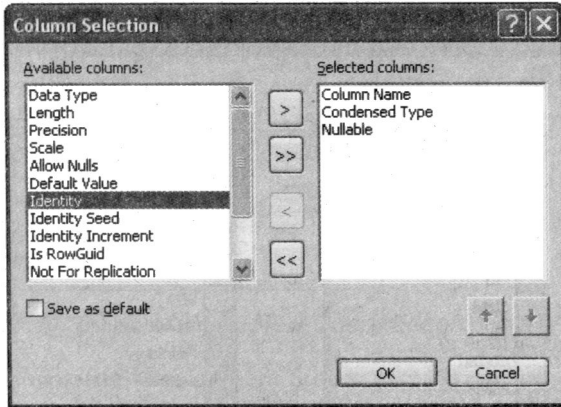 Column Selection
Available columns:
Data Type
Length
Precision
Scale
Allow Nulls
Default Value
Identity
Identity Seed
Identity Increment
Is RowGuid
Not For Replication
>
>>
<
<<
Selected columns:
Column Name
Condensed Type
Nullable
Save as default
OK
Cancel